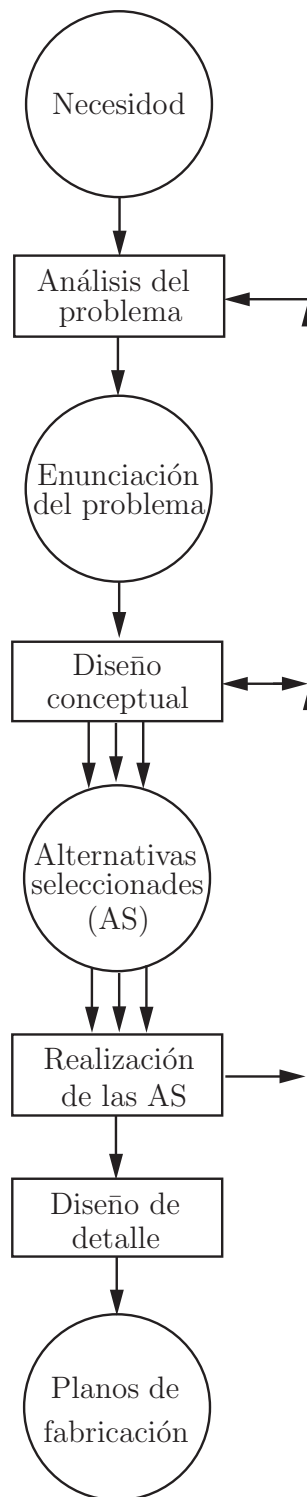 Necesidod
Análisis del
problema
Enunciación
del problema
Diseño
conceptual
Alternativas
seleccionades
(AS)
Realización
de las AS
Diseño de
detalle
Planos de
fabricación